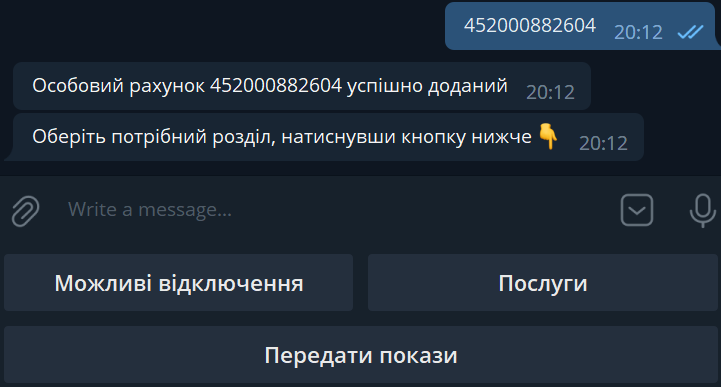 452000882604 20:12
Особовий рахунок 452000882604 успішно доданий 20:12
Оберіть потрібний розділ, натиснувши кнопку нижче👇 20:12
Write a message...
Можливі відключення
Послуги
Передати покази